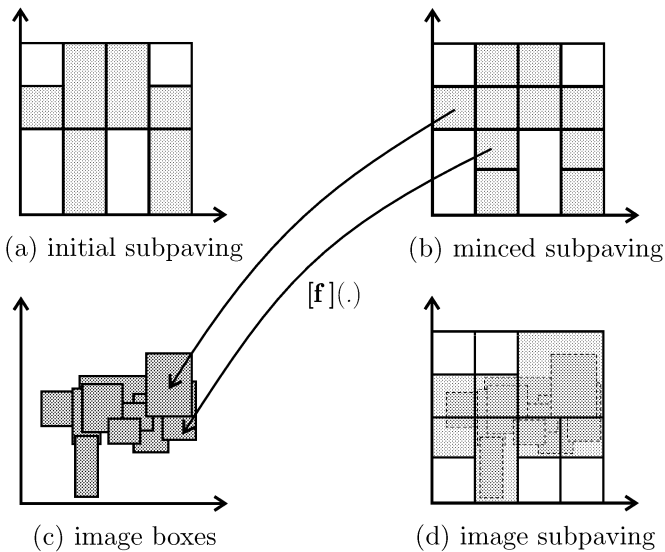 (a) initial subpaving
(b) minced subpaving
[f](.)
(c) image boxes
(d) image subpaving